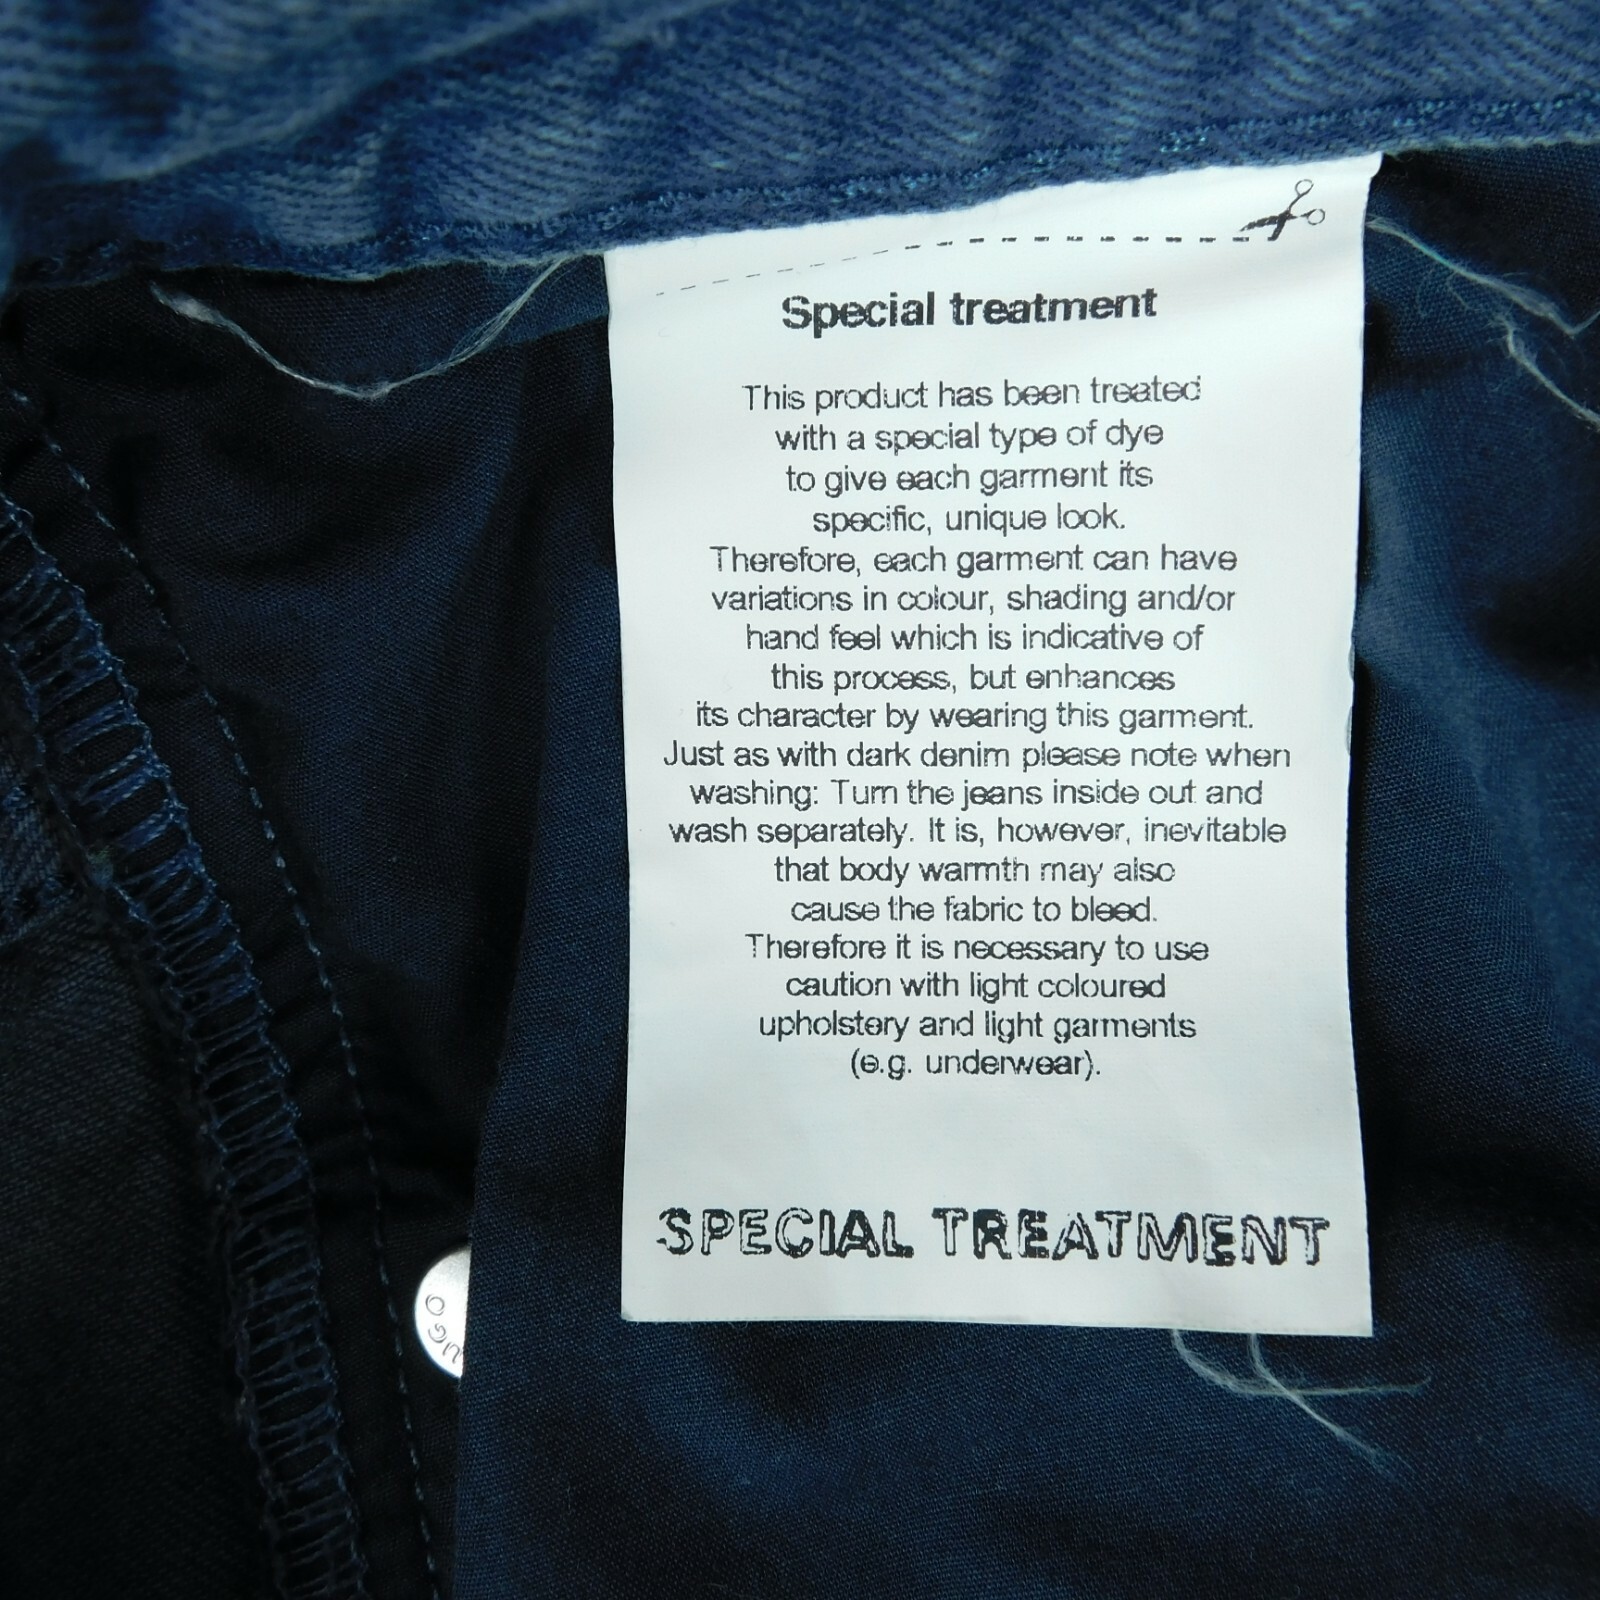 Special treatment
This product has been treated
with a special type of dye
to give each garment its
specific, unique look.
Therefore, each garment can have
variations in colour, shading and/or
hand feel which is indicative of
this process, but enhances
its character by wearing this garment.
Just as with dark denim please note when
washing: Turn the jeans inside out and
wash separately. It is, however, inevitable
that body warmth may also
cause the fabric to bleed.
Therefore it is necessary to use
caution with light coloured
upholstery and light garments
(e.g. underwear).
SPECIAL TREATMENT